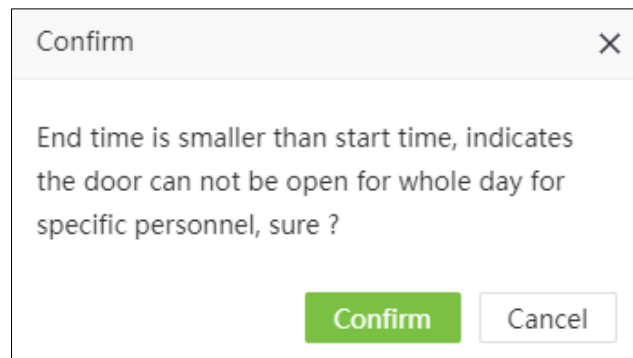 Confirm
End time is smaller than start time, indicates
the door can not be open for whole day for
specific personnel, sure ?
Confirm Cancel